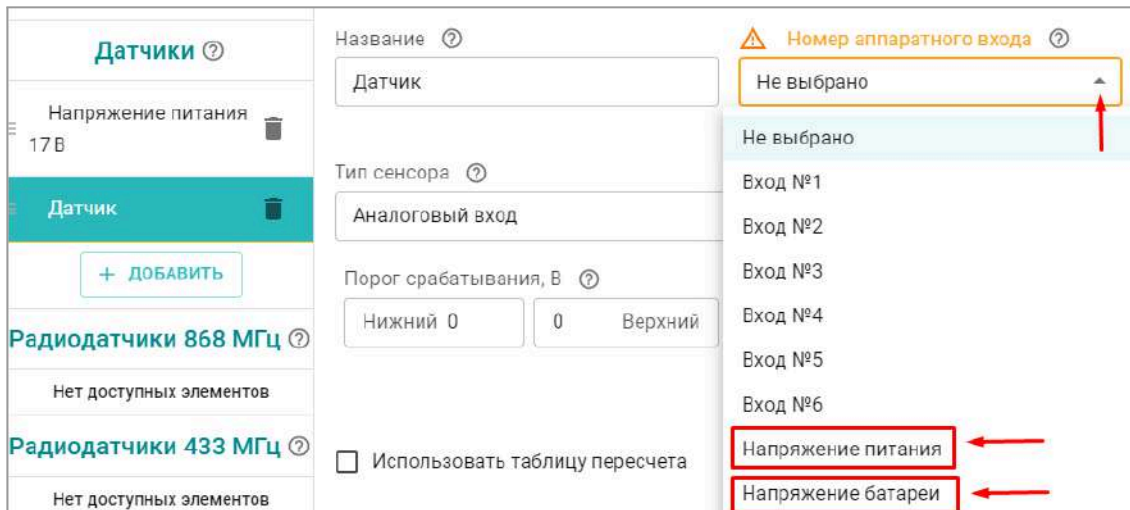 Датчики
Напряжение питания
17 В
Датчик
+ ДОБАВИТЬ
Радиодатчики 868 МГц
Нет доступных элементов
Радиодатчики 433 МГц
Нет доступных элементов
Название
Датчик
Тип сенсора
Аналоговый вход
Порог срабатывания, В
Нижний 0
0 Верхний
Использовать таблицу пересчета
Номер аппаратного входа
Не выбрано
Не выбрано
Вход №1
Вход №2
Вход №3
Вход №4
Вход №5
Вход №6
Напряжение питания
Напряжение батареи